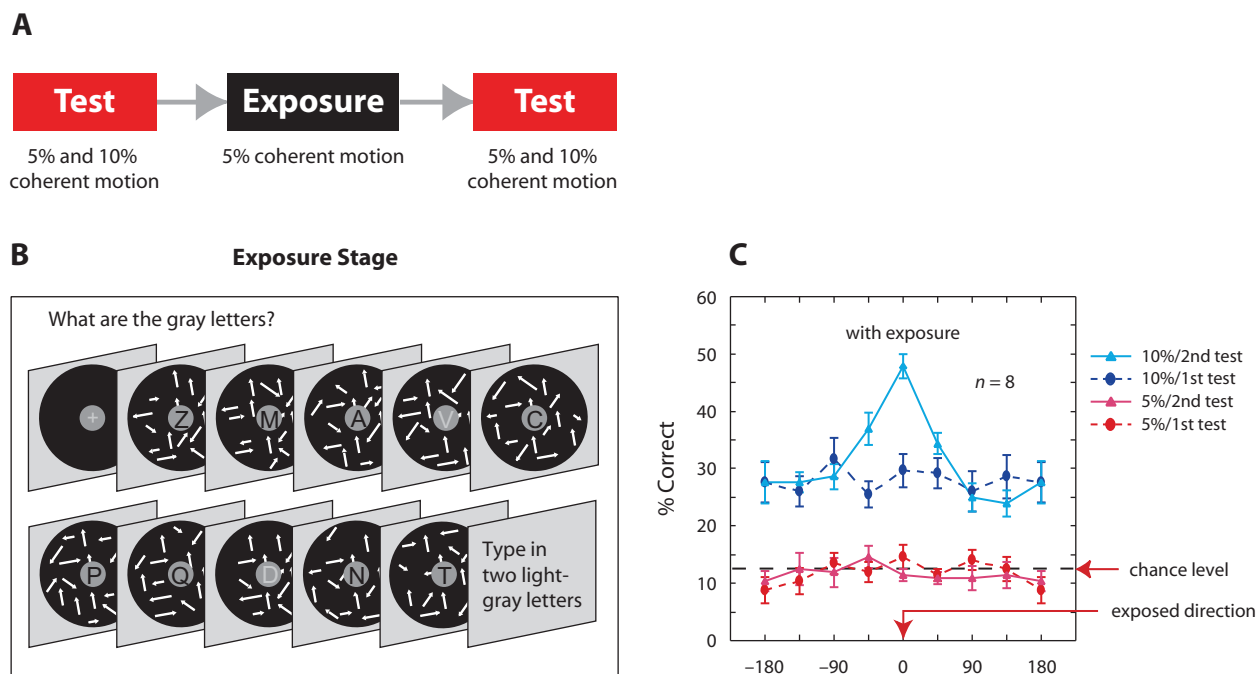 A
Test
Exposure
Test
5% and 10%
coherent motion
5% coherent motion
5% and 10%
coherent motion
B
Exposure Stage
What are the gray letters?
+
Z
M
A
V
C
P
Q
D
N
T
Type in
two light-
gray letters
C
60
50
40
30
20
10
0
% Correct
with exposure
n = 8
10%/2nd test
10%/1st test
5%/2nd test
5%/1st test
chance level
exposed direction
–180
–90
0
90
180